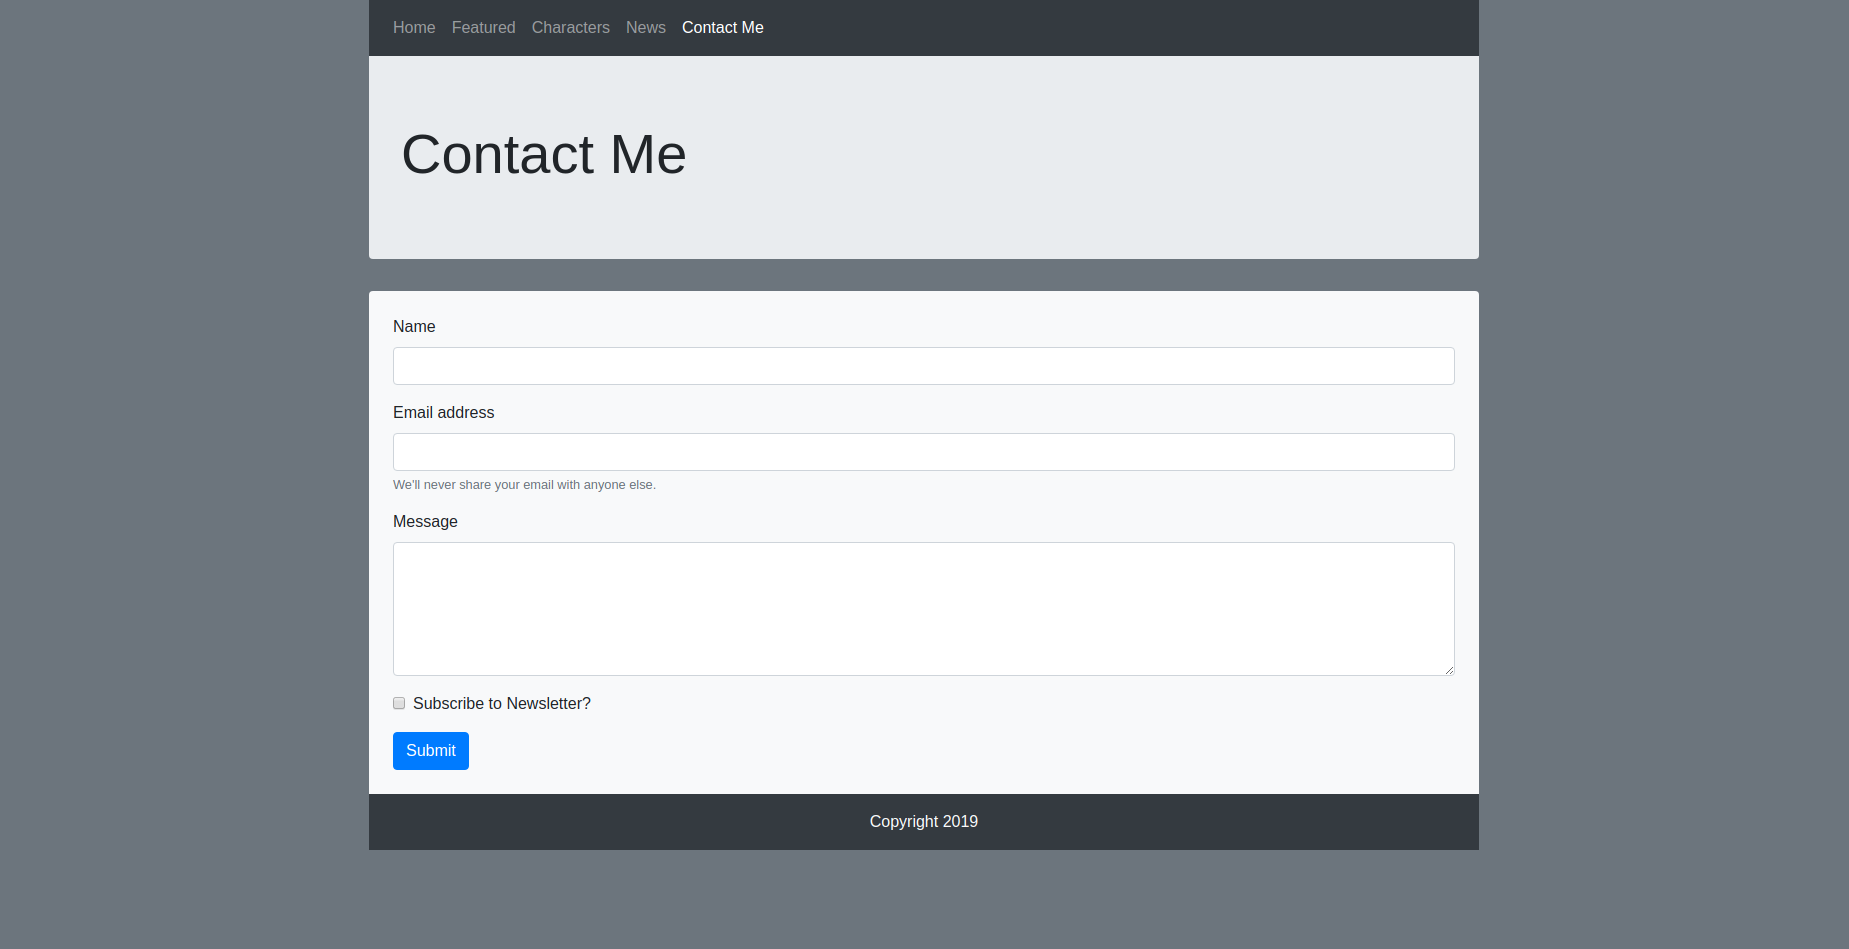 Home Featured Characters News Contact Me
Contact Me
Name
Email address
We'll never share your email with anyone else.
Message
Subscribe to Newsletter?
Submit
Copyright 2019